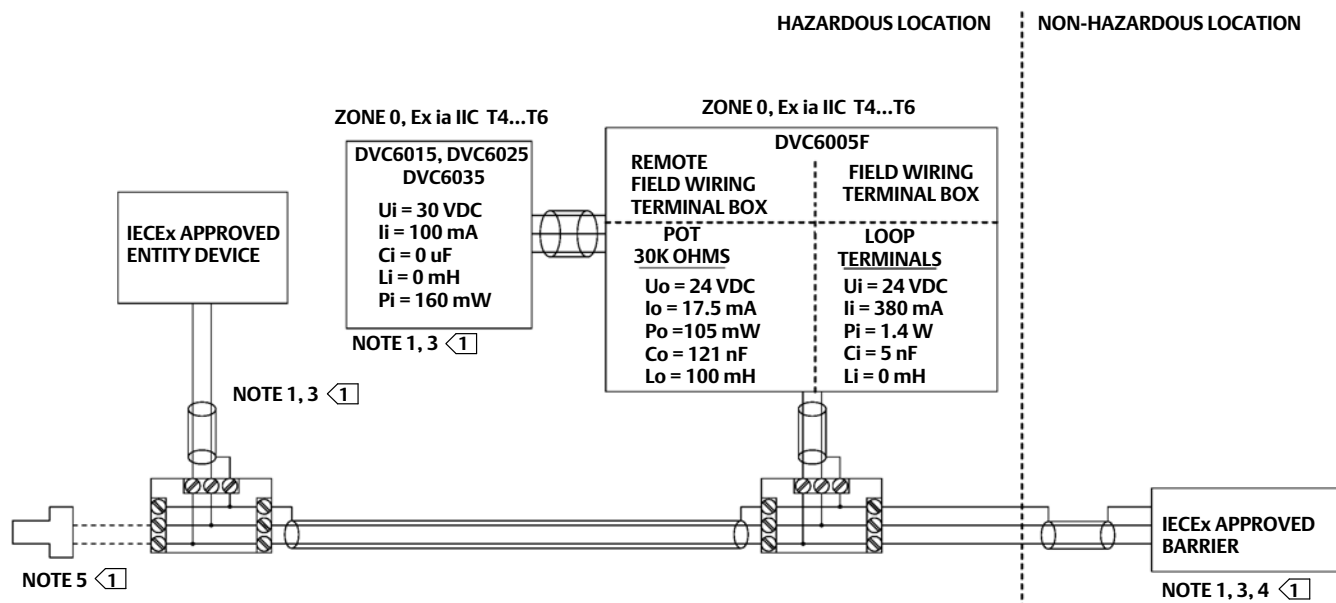 HAZARDOUS LOCATION
NON-HAZARDOUS LOCATION
ZONE 0, Ex ia IIC T4...T6
ZONE 0, Ex ia IIC T4...T6
DVC6015, DVC6025
DVC6035
Ui = 30 VDC
Ii = 100 mA
Ci = 0 uF
Li = 0 mH
Pi = 160 mW
NOTE 1, 3 1
DVC6005F
REMOTE
FIELD WIRING
TERMINAL BOX
FIELD WIRING
TERMINAL BOX
POT
30K OHMS
Uo = 24 VDC
Io = 17.5 mA
Po =105 mW
Co = 121 nF
Lo = 100 mH
LOOP
TERMINALS
Ui = 24 VDC
Ii = 380 mA
Pi = 1.4 W
Ci = 5 nF
Li = 0 mH
IECEx APPROVED
ENTITY DEVICE
NOTE 1, 3 1
NOTE 5 1
IECEx APPROVED
BARRIER
NOTE 1, 3, 4 1